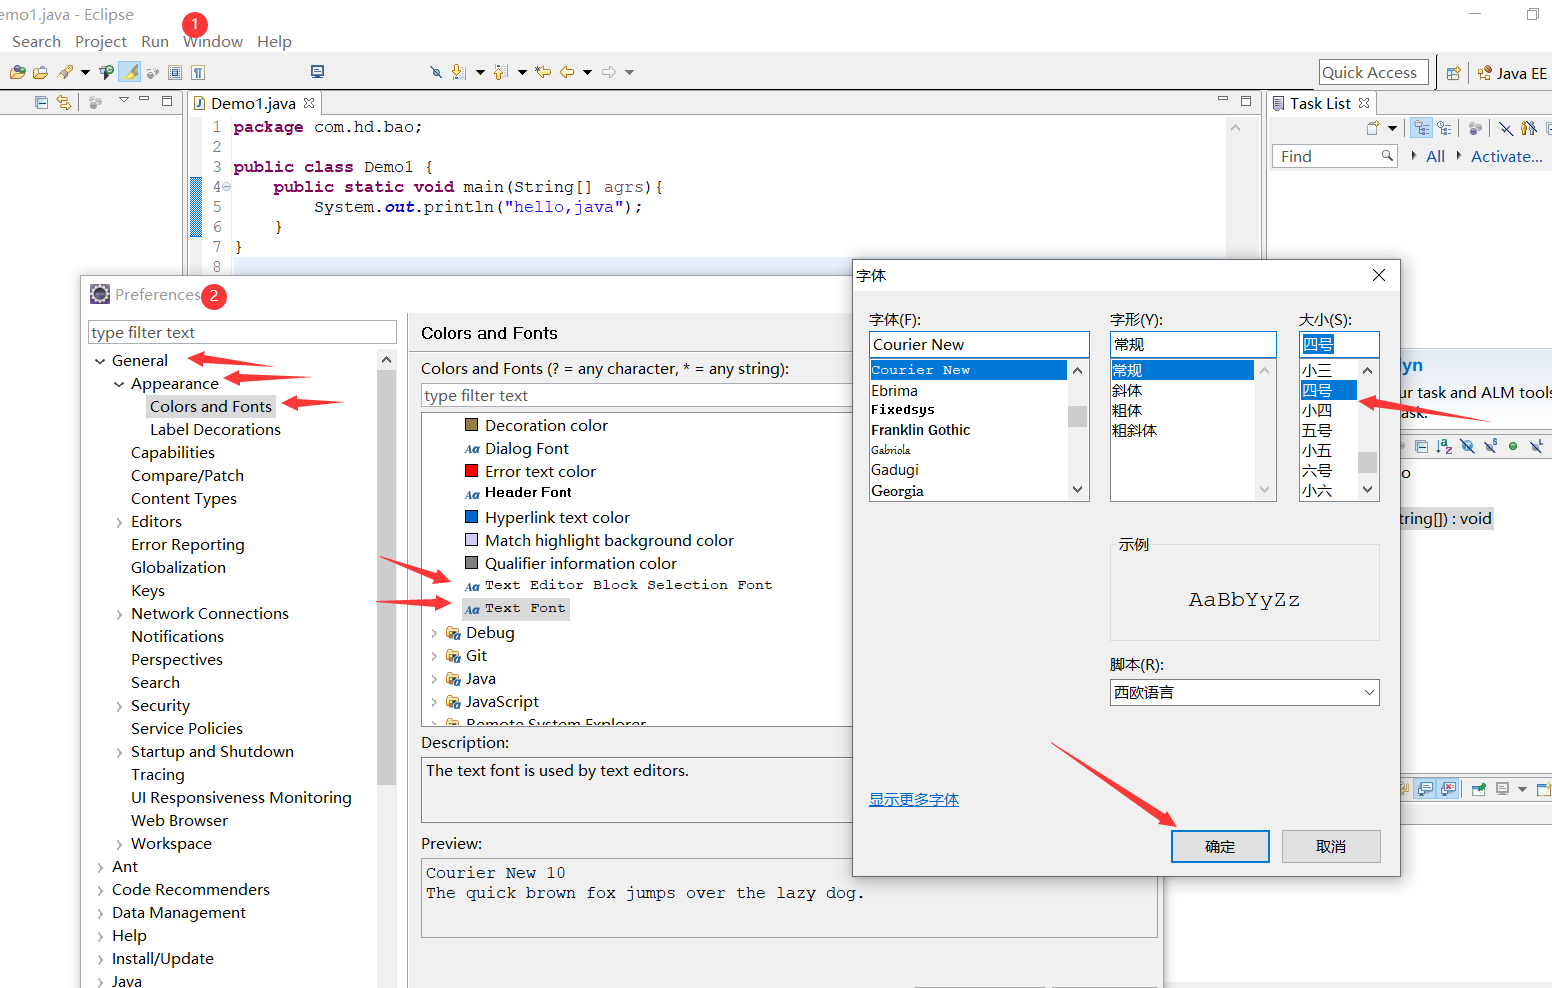 emo1.java - Eclipse
1
Search Project Run Window Help
Quick Access
Java EE
Demo1.java
Task List
1 package com.hd.bao;
2
3 public class Demo1 {
4 public static void main(String[] agrs){
5 System.out.println("hello,java");
6 }
7 }
8
Find
All
Activate...
Preferences
2
type filter text
General
Appearance
Colors and Fonts
Label Decorations
Capabilities
Compare/Patch
Content Types
Editors
Error Reporting
Globalization
Keys
Network Connections
Notifications
Perspectives
Search
Security
Service Policies
Startup and Shutdown
Tracing
UI Responsiveness Monitoring
Web Browser
Workspace
Ant
Code Recommenders
Data Management
Help
Install/Update
Java
Colors and Fonts
Colors and Fonts (? = any character, * = any string):
type filter text
Decoration color
Aa Dialog Font
Error text color
Aa Header Font
Hyperlink text color
Match highlight background color
Qualifier information color
Aa Text Editor Block Selection Font
Aa Text Font
Debug
Git
Java
JavaScript
Remote System Explorer
Description:
The text font is used by text editors.
Preview:
Courier New 10
The quick brown fox jumps over the lazy dog.
字体
字体(F):
Courier New
Courier New
Ebrima
Fixedsys
Franklin Gothic
Gabriola
Gadugi
Georgia
字形(Y):
常规
常规
斜体
粗体
粗斜体
大小(S):
四号
小三
四号
小四
五号
小五
六号
小六
示例
AaBbYyZz
脚本(R):
西欧语言
显示更多字体
确定
取消
yn
ur task and ALM tools
ask.
o
tring[]) : void